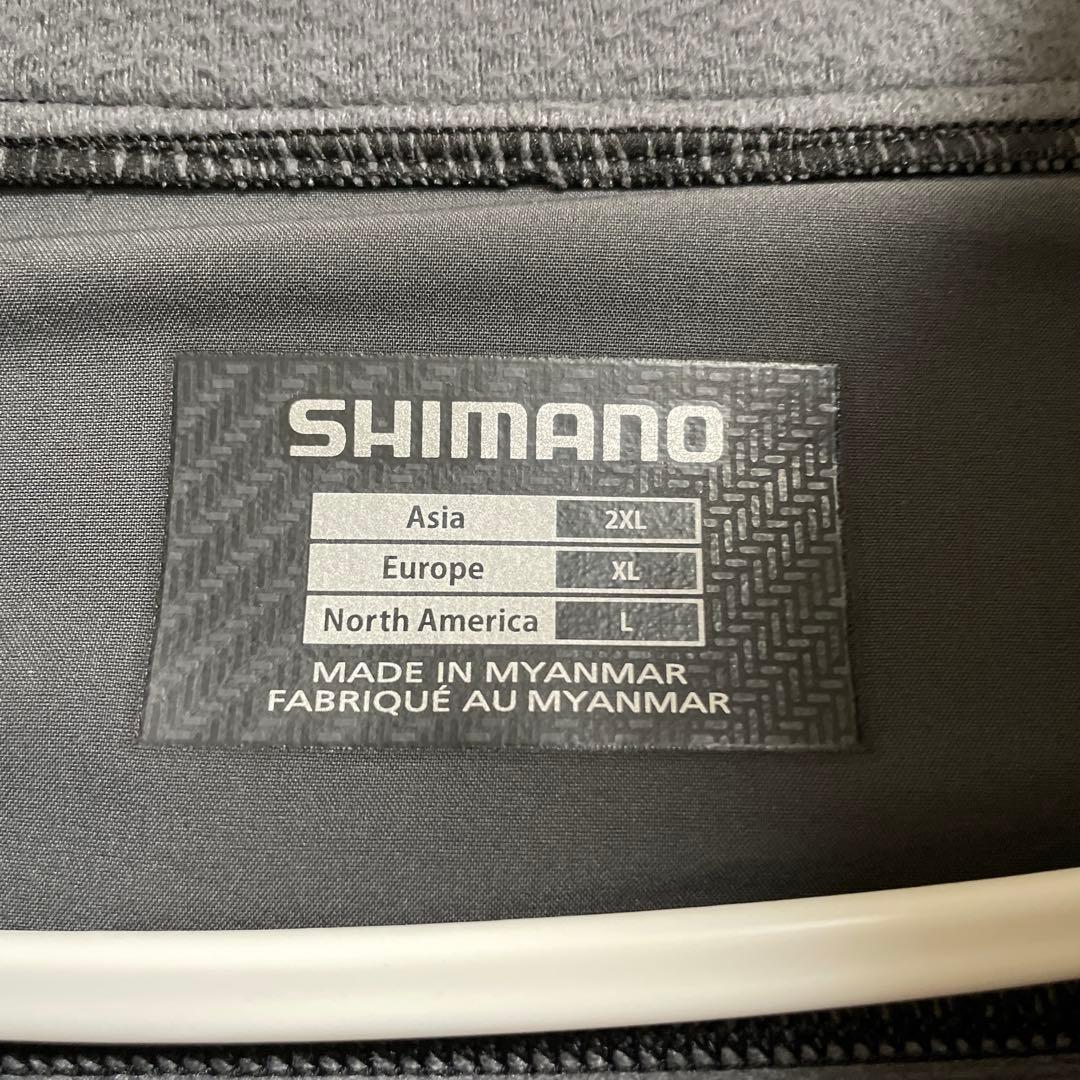 SHIMANO
Asia 2XL
Europe XL
North America L
MADE IN MYANMAR
FABRIQUÉ AU MYANMAR